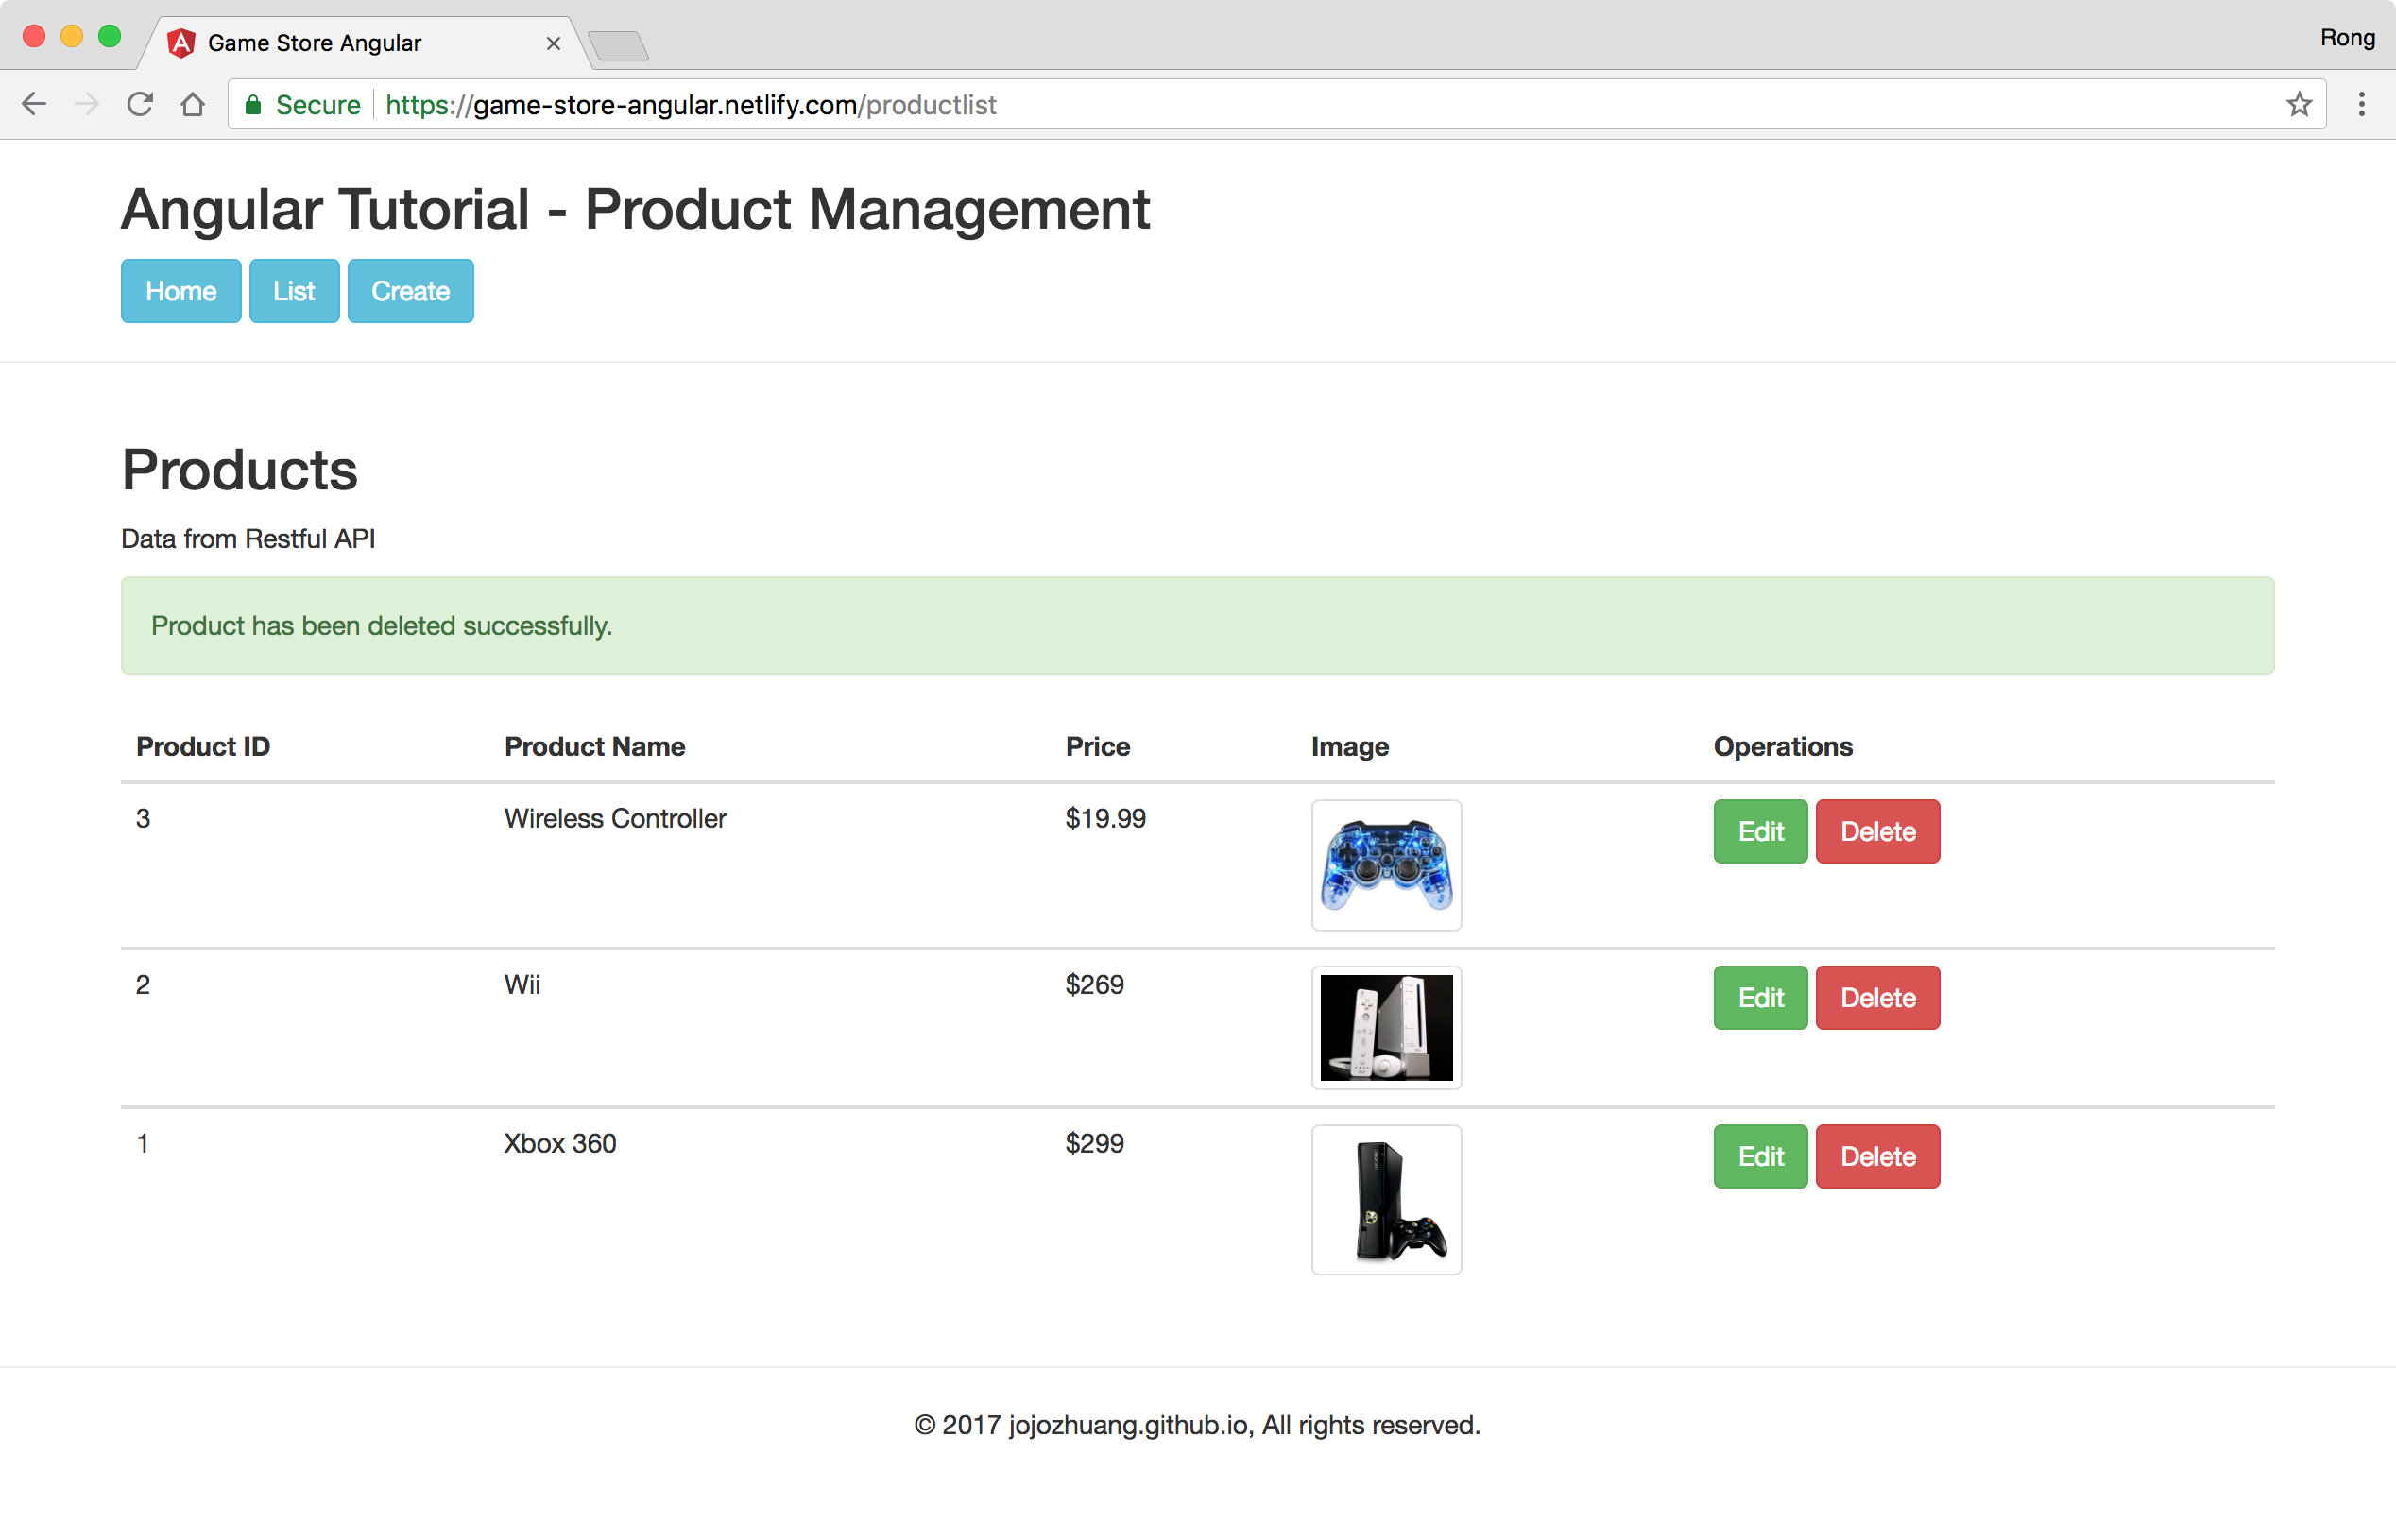 Game Store Angular
Rong
Secure https://game-store-angular.netlify.com/productlist
Angular Tutorial - Product Management
Home List Create
Products
Data from Restful API
Product has been deleted successfully.
Product ID Product Name Price Image Operations
3 Wireless Controller $19.99 Edit Delete
2 Wii $269 Edit Delete
1 Xbox 360 $299 Edit Delete
© 2017 jojozhuang.github.io, All rights reserved.